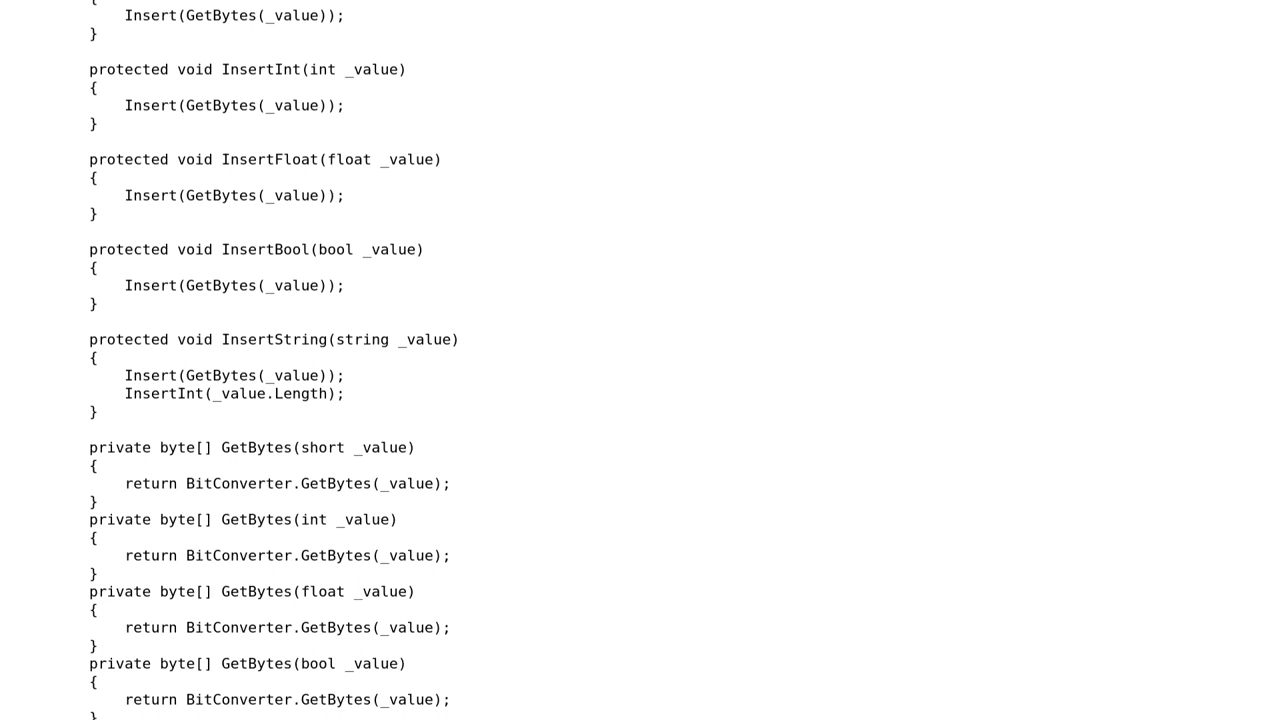 {
    Insert(GetBytes(_value));
}
protected void InsertInt(int _value)
{
    Insert(GetBytes(_value));
}
protected void InsertFloat(float _value)
{
    Insert(GetBytes(_value));
}
protected void InsertBool(bool _value)
{
    Insert(GetBytes(_value));
}
protected void InsertString(string _value)
{
    Insert(GetBytes(_value));
    InsertInt(_value.Length);
}
private byte[] GetBytes(short _value)
{
    return BitConverter.GetBytes(_value);
}
private byte[] GetBytes(int _value)
{
    return BitConverter.GetBytes(_value);
}
private byte[] GetBytes(float _value)
{
    return BitConverter.GetBytes(_value);
}
private byte[] GetBytes(bool _value)
{
    return BitConverter.GetBytes(_value);
}